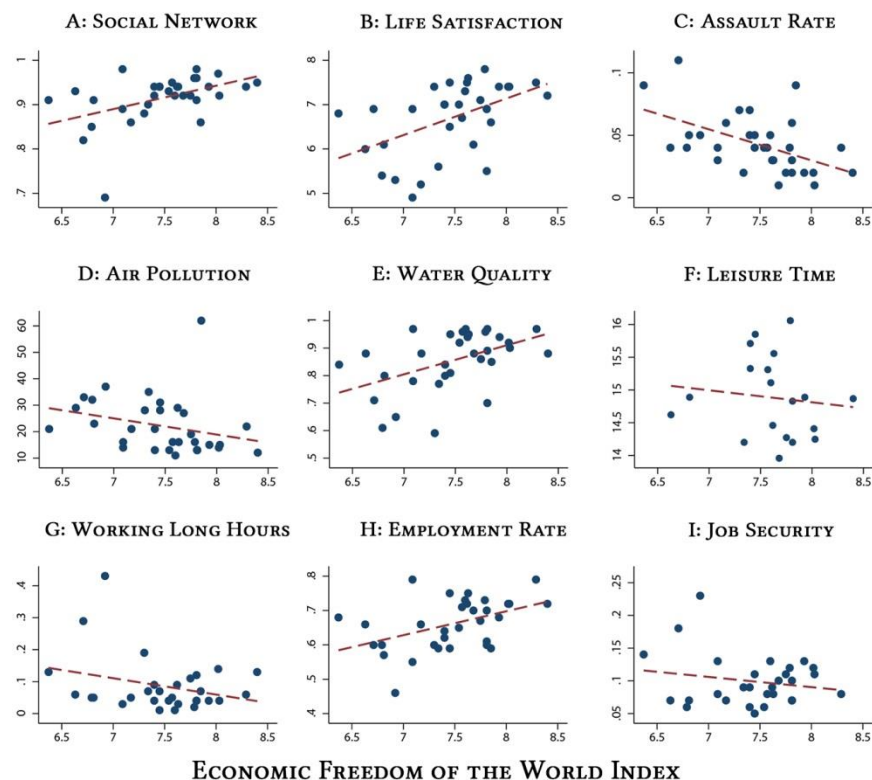 A: Social Network
1
.9
.8
.7
6.5 7 7.5 8 8.5
B: Life Satisfaction
8
7
6
5
6.5 7 7.5 8 8.5
C: Assault Rate
.1
.05
0
6.5 7 7.5 8 8.5
D: Air Pollution
60
50
40
30
20
10
6.5 7 7.5 8 8.5
E: Water Quality
1
.9
.8
.7
.6
.5
6.5 7 7.5 8 8.5
F: Leisure Time
16
15.5
15
14.5
14
6.5 7 7.5 8 8.5
G: Working Long Hours
.4
.3
.2
.1
0
6.5 7 7.5 8 8.5
H: Employment Rate
.8
.7
.6
.5
.4
6.5 7 7.5 8 8.5
I: Job Security
.25
.2
.15
.1
.05
6.5 7 7.5 8 8.5
Economic Freedom of the World Index